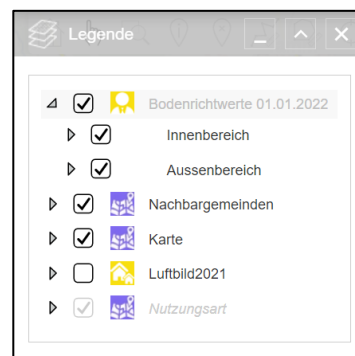 Legende
Bodenrichtwerte 01.01.2022
Innenbereich
Aussenbereich
Nachbargemeinden
Karte
Luftbild2021
Nutzungsart